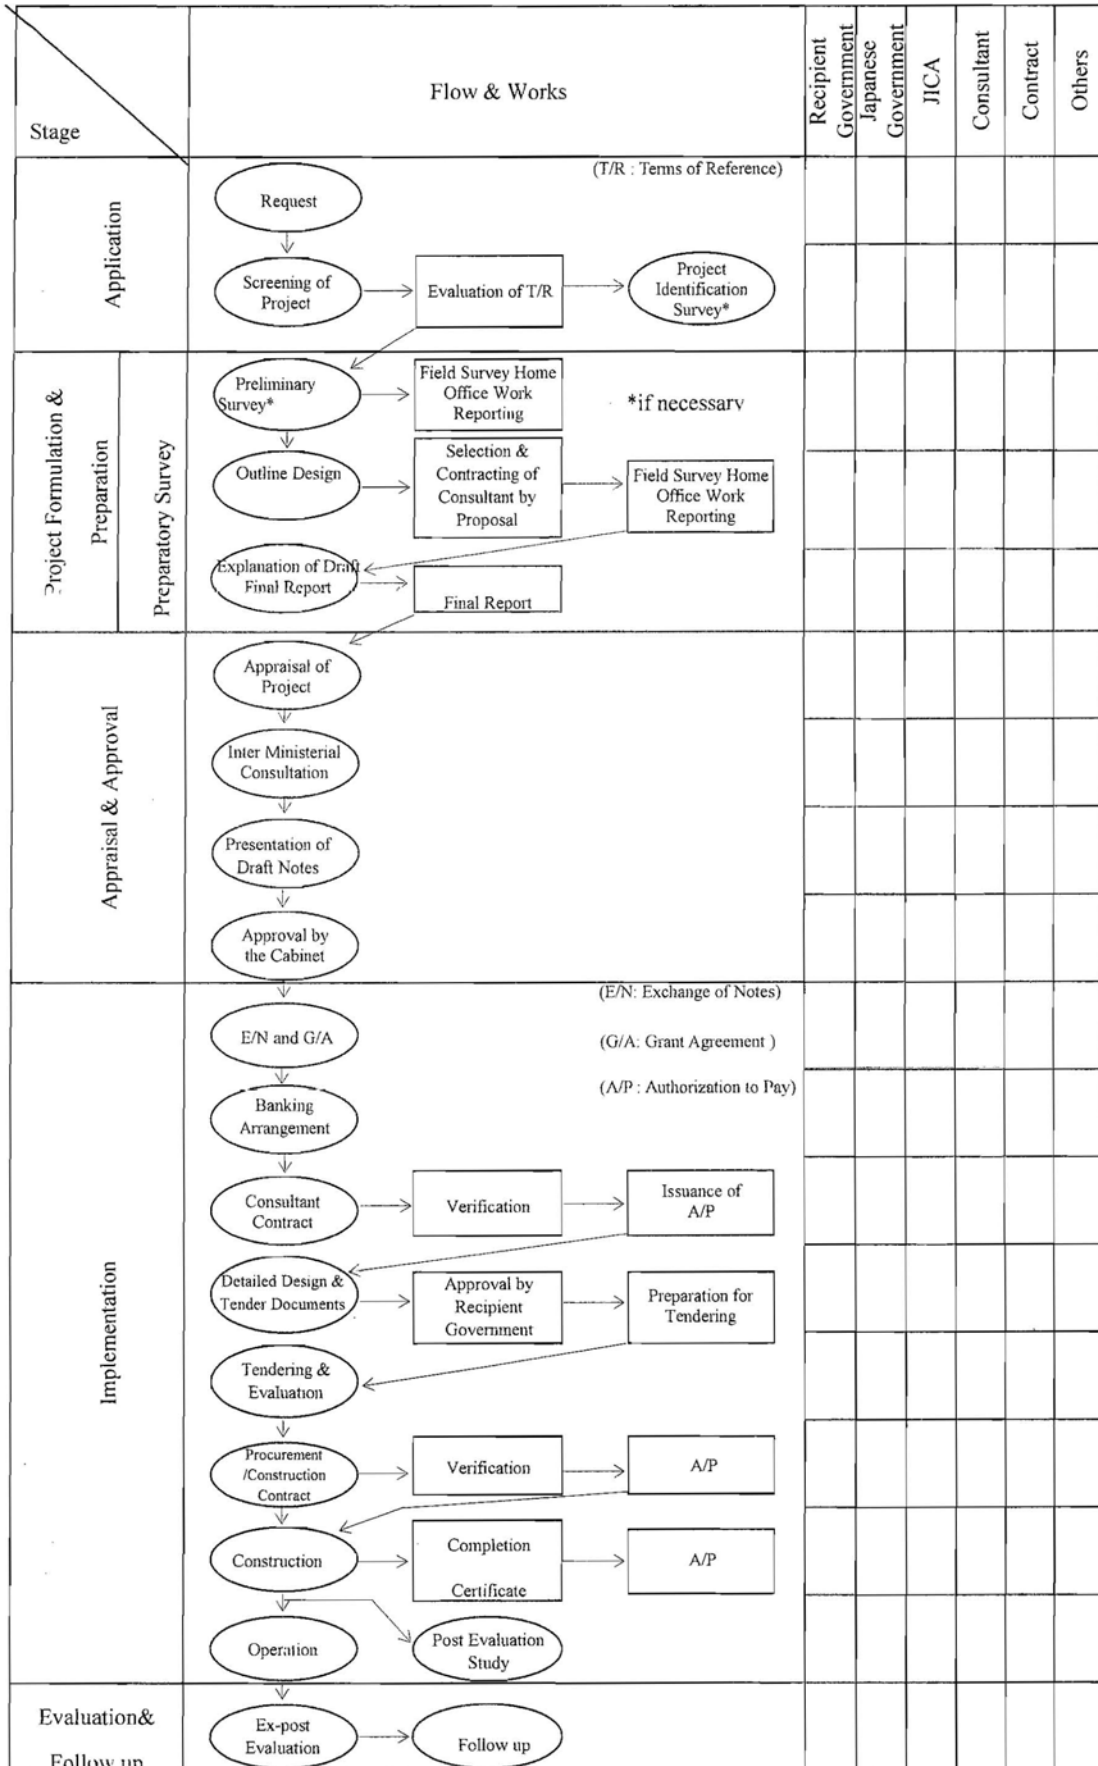 Stage
Flow & Works
Recipient
Government
Japanese
Government
JICA
Consultant
Contract
Others
Application
(T/R : Terms of Reference)
Request
Screening of
Project
Evaluation of T/R
Project
Identification
Survey*
Project Formulation &
Preparation
Preparatory Survey
Preliminary
Survey*
Field Survey Home
Office Work
Reporting
*if necessary
Outline Design
Selection &
Contracting of
Consultant by
Proposal
Field Survey Home
Office Work
Reporting
Explanation of Draft
Final Report
Final Report
Appraisal & Approval
Appraisal of
Project
Inter Ministerial
Consultation
Presentation of
Draft Notes
Approval by
the Cabinet
Implementation
(E/N: Exchange of Notes)
E/N and G/A
(G/A: Grant Agreement )
(A/P : Authorization to Pay)
Banking
Arrangement
Consultant
Contract
Verification
Issuance of
A/P
Detailed Design &
Tender Documents
Approval by
Recipient
Government
Preparation for
Tendering
Tendering &
Evaluation
Procurement
/Construction
Contract
Verification
A/P
Construction
Completion
Certificate
A/P
Operation
Post Evaluation
Study
Evaluation&
Follow up
Ex-post
Evaluation
Follow up